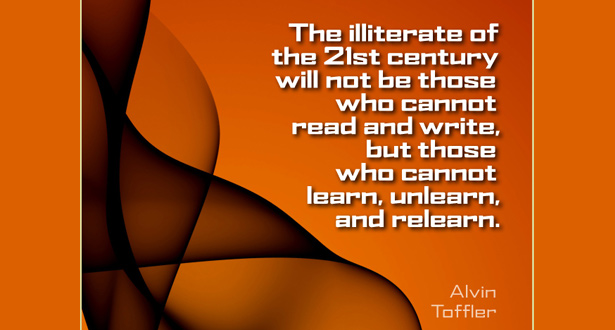 The illiterate of
the 21st century
will not be those
who cannot
read and write,
but those
who cannot
learn, unlearn,
and relearn.
Alvin
Toffler